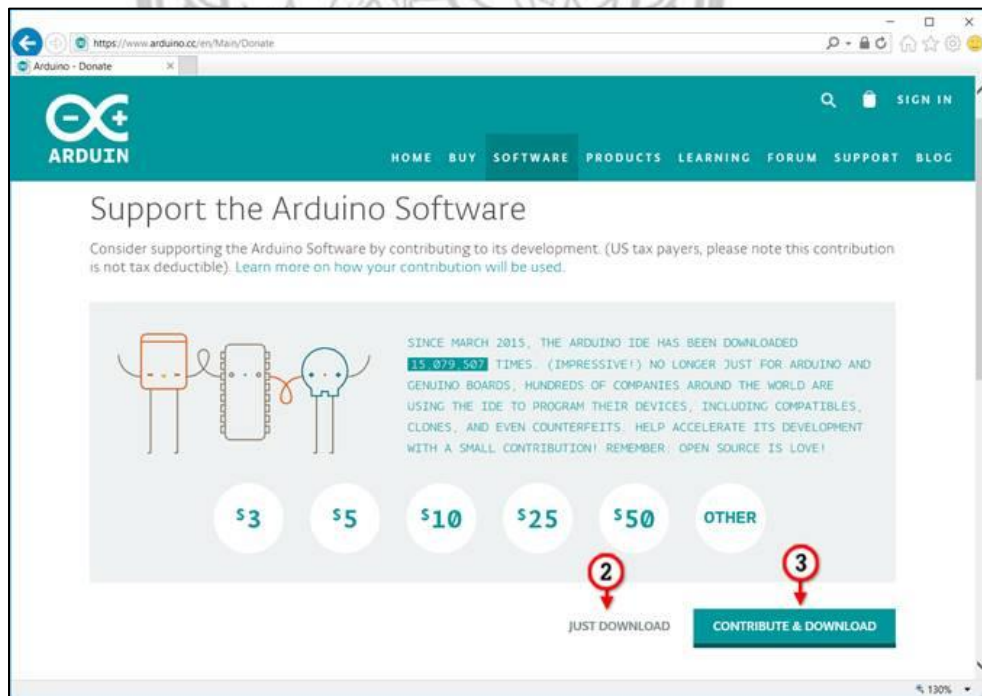 https://www.arduino.cc/en/Main/Donate
Arduino - Donate
SIGN IN
ARDUIN
HOME BUY SOFTWARE PRODUCTS LEARNING FORUM SUPPORT BLOG
Support the Arduino Software
Consider supporting the Arduino Software by contributing to its development. (US tax payers, please note this contribution
is not tax deductible). Learn more on how your contribution will be used.
SINCE MARCH 2015, THE ARDUINO IDE HAS BEEN DOWNLOADED
15.079.507 TIMES. (IMPRESSIVE!) NO LONGER JUST FOR ARDUINO AND
GENUINO BOARDS, HUNDREDS OF COMPANIES AROUND THE WORLD ARE
USING THE IDE TO PROGRAM THEIR DEVICES, INCLUDING COMPATIBLES,
CLONES, AND EVEN COUNTERFEITS. HELP ACCELERATE ITS DEVELOPMENT
WITH A SMALL CONTRIBUTION! REMEMBER: OPEN SOURCE IS LOVE!
$3 $5 $10 $25 $50 OTHER
2 3
JUST DOWNLOAD CONTRIBUTE & DOWNLOAD
130%